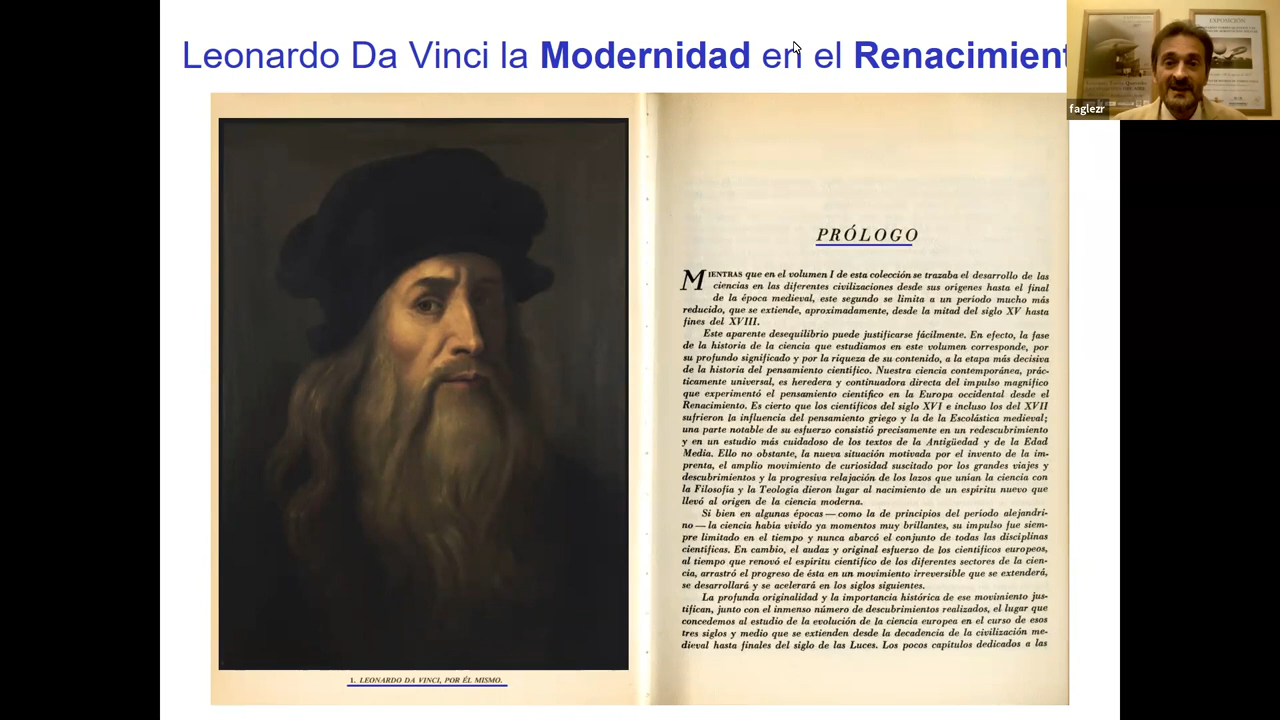 Leonardo Da Vinci la Modernidad en el Renacimient
EXPOSICIÓN
faglezr
PRÓLOGO
MIENTRAS que en el volumen I de esta colección se trazaba el desarrollo de las
ciencias en las diferentes civilizaciones desde sus orígenes hasta el final
de la época medieval, este segundo se limita a un período mucho más
reducido, que se extiende, aproximadamente, desde la mitad del siglo XV hasta
fines del XVIII.
Este aparente desequilibrio puede justificarse fácilmente. En efecto, la fase
de la historia de la ciencia que estudiamos en este volumen corresponde, por
su profundo significado y por la riqueza de su contenido, a la etapa más decisiva
de la historia del pensamiento científico. Nuestra ciencia contemporánea, prác-
ticamente universal, es heredera y continuadora directa del impulso magnífico
que experimentó el pensamiento científico en la Europa occidental desde el
Renacimiento. Es cierto que los científicos del siglo XVI e incluso los del XVII
sufrieron la influencia del pensamiento griego y la de la Escolástica medieval;
una parte notable de su esfuerzo consistió precisamente en un redescubrimiento
y en un estudio más cuidadoso de los textos de la Antigüedad y de la Edad
Media. Ello no obstante, la nueva situación motivada por el invento de la im-
prenta, el amplio movimiento de curiosidad suscitado por los grandes viajes y
descubrimientos y la progresiva relajación de los lazos que unían la ciencia con
la Filosofía y la Teología dieron lugar al nacimiento de un espíritu nuevo que
llevó al origen de la ciencia moderna.
Si bien en algunas épocas — como la de principios del período alejandri-
no — la ciencia había vivido ya momentos muy brillantes, su impulso fue siem-
pre limitado en el tiempo y nunca abarcó el conjunto de todas las disciplinas
científicas. En cambio, el audaz y original esfuerzo de los científicos europeos,
al tiempo que renovó el espíritu científico de los diferentes sectores de la cien-
cia, arrastró el progreso de ésta en un movimiento irreversible que se extenderá,
se desarrollará y se acelerará en los siglos siguientes.
La profunda originalidad y la importancia histórica de ese movimiento jus-
tifican, junto con el inmenso número de descubrimientos realizados, el lugar que
concedemos al estudio de la evolución de la ciencia europea en el curso de esos
tres siglos y medio que se extienden desde la decadencia de la civilización me-
dieval hasta finales del siglo de las Luces. Los pocos capítulos dedicados a las
1. LEONARDO DA VINCI, POR ÉL MISMO.